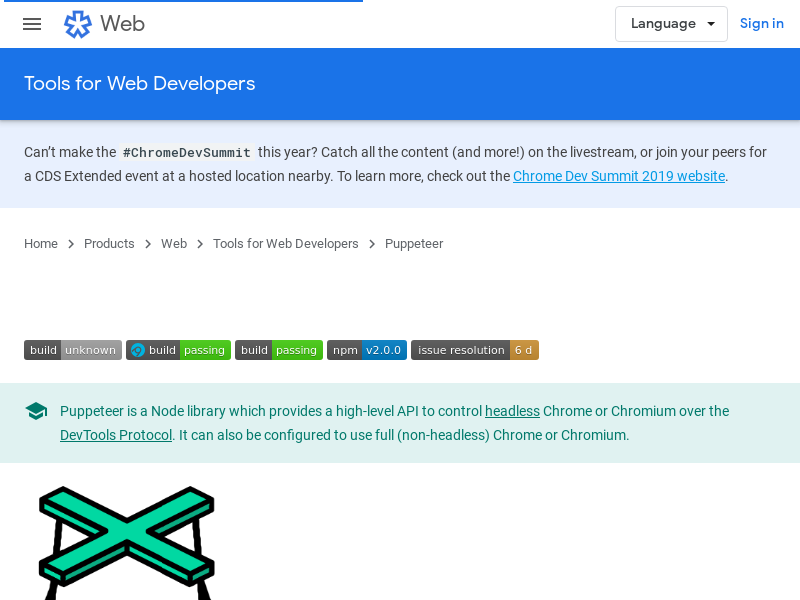 Web
Language
Sign in
Tools for Web Developers
Can’t make the #ChromeDevSummit this year? Catch all the content (and more!) on the livestream, or join your peers for
a CDS Extended event at a hosted location nearby. To learn more, check out the Chrome Dev Summit 2019 website.
Home > Products > Web > Tools for Web Developers > Puppeteer
build unknown build passing build passing npm v2.0.0 issue resolution 6 d
Puppeteer is a Node library which provides a high-level API to control headless Chrome or Chromium over the
DevTools Protocol. It can also be configured to use full (non-headless) Chrome or Chromium.